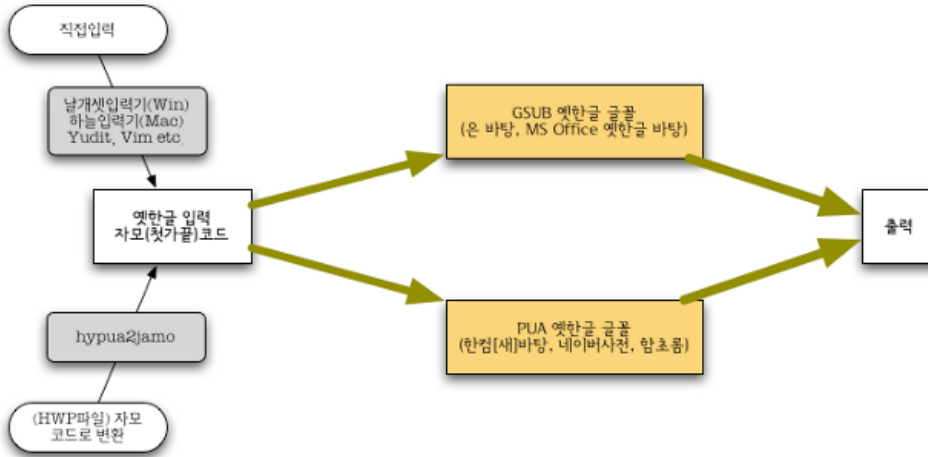 직접입력
날개셋입력기(Win)
하늘입력기(Mac)
Yudit, Vim etc.
옛한글 입력
자모(첫가끝)코드
hypua2jamo
(HWP파일) 자모
코드로 변환
GSUB 옛한글 글꼴
(은 바탕, MS Office 옛한글 바탕)
PUA 옛한글 글꼴
(한컴[새]바탕, 네이버사전, 함초롬)
출력